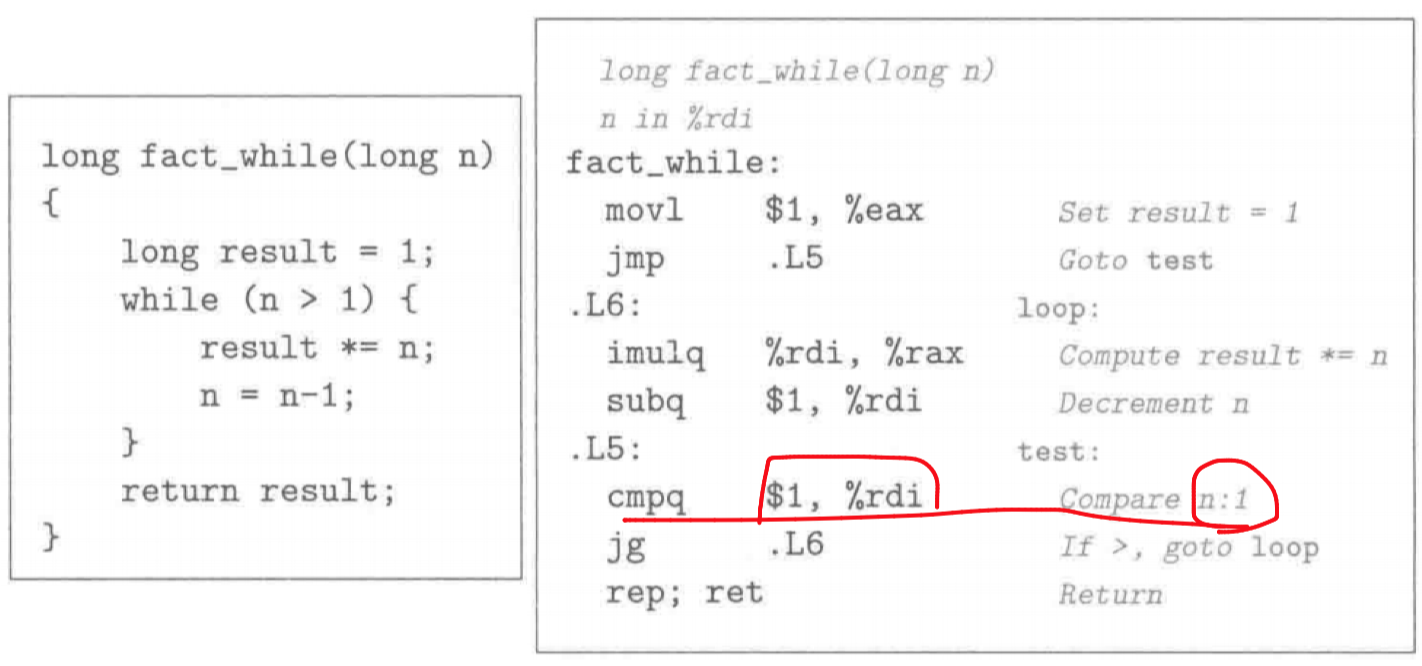 long fact_while(long n)
{
long result = 1;
while (n > 1) {
result *= n;
n = n-1;
}
return result;
}
long fact_while(long n)
n in %rdi
fact_while:
movl $1, %eax Set result = 1
jmp .L5 Goto test
.L6: loop:
imulq %rdi, %rax Compute result *= n
subq $1, %rdi Decrement n
.L5: test:
cmpq $1, %rdi Compare n:1
jg .L6 If >, goto loop
rep; ret Return